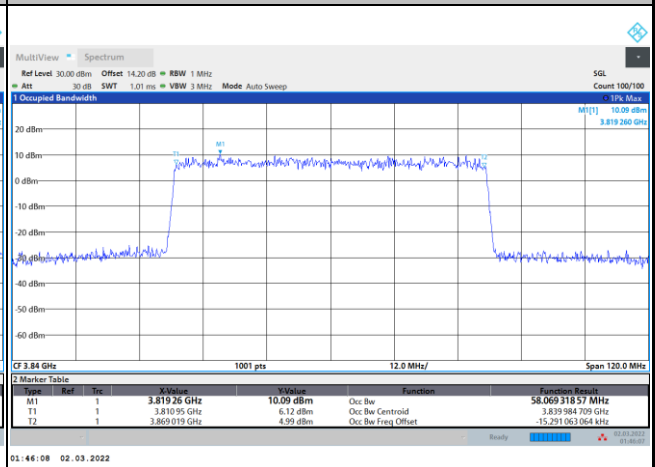 MultiView Spectrum
Ref Level 30.00 dBm Offset 14.20 dB RBW 1 MHz SGL
Att 30 dB SWT 1.01 ms VBW 3 MHz Mode Auto Sweep Count 100/100
1 Occupied Bandwidth 1Pk Max
M1[1] 10.09 dBm
3.819 260 GHz
20 dBm
M1
10 dBm
T1
0 dBm
-10 dBm
-20 dBm
-40 dBm
-50 dBm
-60 dBm
CF 3.84 GHz 1001 pts 12.0 MHz/ Span 120.0 MHz
2 Marker Table
Type Ref Trc X-Value Y-Value Function Function Result
M1 1 3.819 26 GHz 10.09 dBm Occ Bw 58.069 318 57 MHz
T1 1 3.810 95 GHz 6.12 dBm Occ Bw Centroid 3.839 984 709 GHz
T2 1 3.869 019 GHz 4.99 dBm Occ Bw Freq Offset -15.291 063 064 kHz
Ready 02.03.2022
01:46:07
01:46:08 02.03.2022